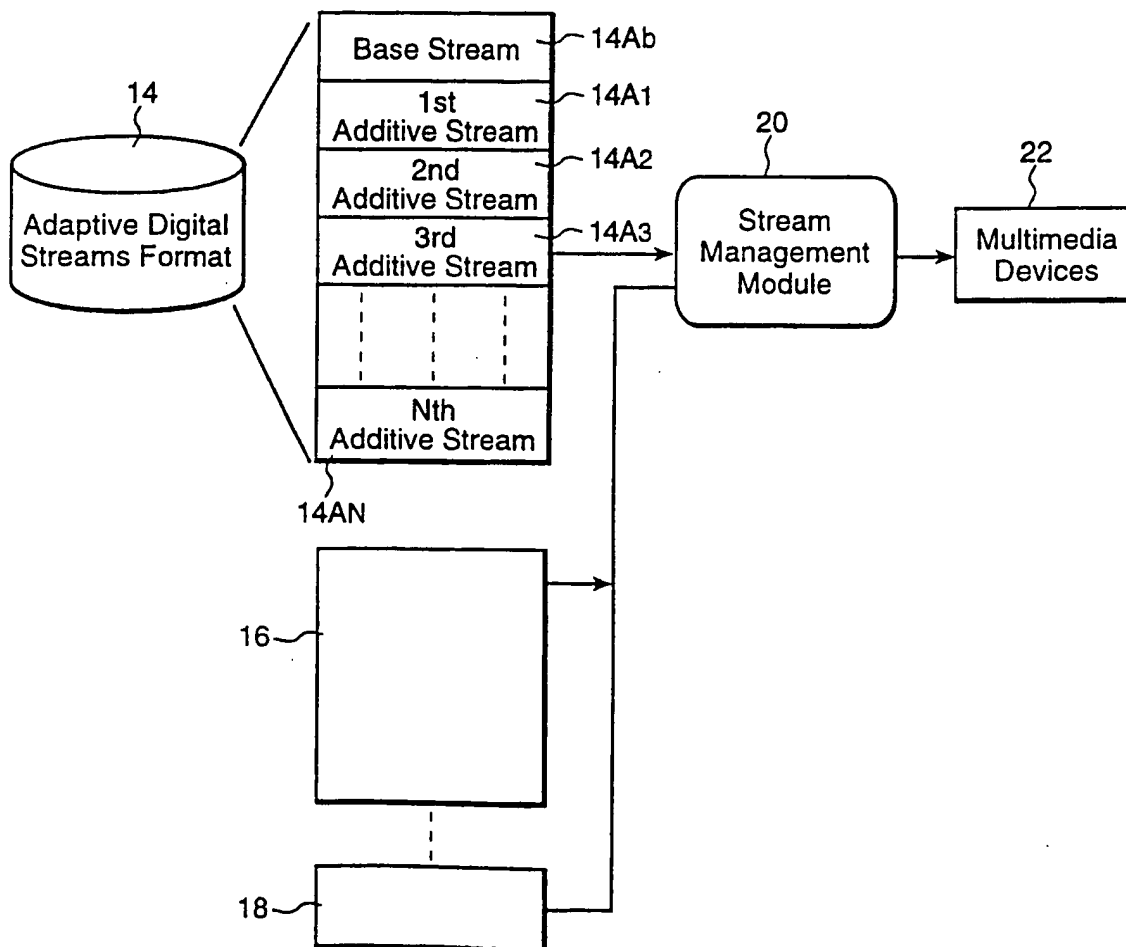 Base Stream
14Ab
14
1st
Additive Stream
14A1
2nd
Additive Stream
14A2
20
22
Adaptive Digital
Streams Format
3rd
Additive Stream
14A3
Stream
Management
Module
Multimedia
Devices
Nth
Additive Stream
14AN
16
18